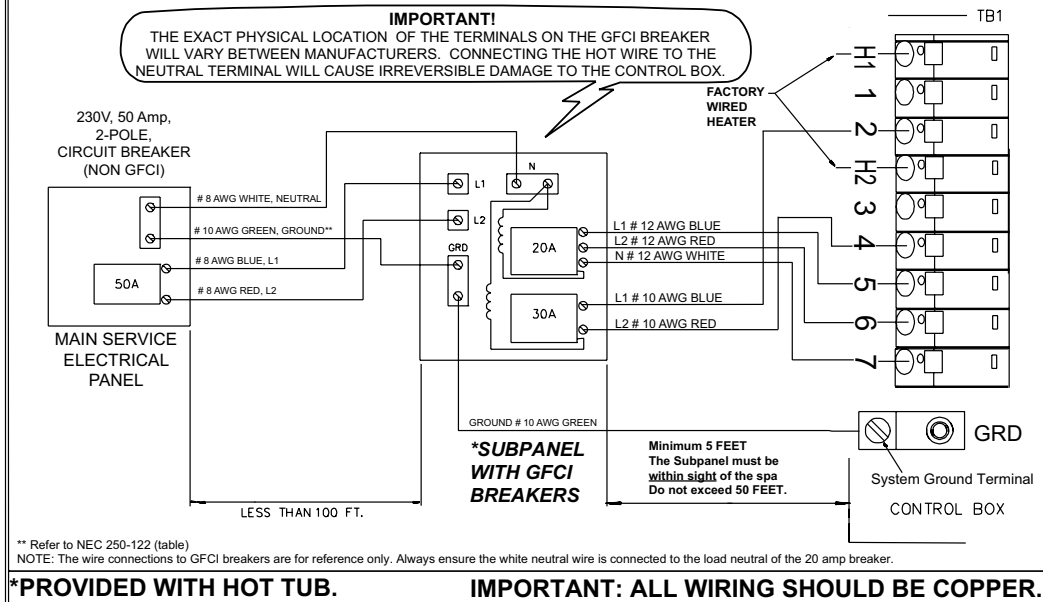 IMPORTANT!
THE EXACT PHYSICAL LOCATION OF THE TERMINALS ON THE GFCI BREAKER
WILL VARY BETWEEN MANUFACTURERS. CONNECTING THE HOT WIRE TO THE
NEUTRAL TERMINAL WILL CAUSE IRREVERSIBLE DAMAGE TO THE CONTROL BOX.
TB1
FACTORY
WIRED
HEATER
H1
1
2
H2
3
4
5
6
7
230V, 50 Amp,
2-POLE,
CIRCUIT BREAKER
(NON GFCI)
# 8 AWG WHITE, NEUTRAL
# 10 AWG GREEN, GROUND**
# 8 AWG BLUE, L1
# 8 AWG RED, L2
50A
MAIN SERVICE
ELECTRICAL
PANEL
N
L1
L2
GRD
20A
30A
L1 # 12 AWG BLUE
L2 # 12 AWG RED
N # 12 AWG WHITE
L1 # 10 AWG BLUE
L2 # 10 AWG RED
GROUND # 10 AWG GREEN
*SUBPANEL
WITH GFCI
BREAKERS
Minimum 5 FEET
The Subpanel must be
within sight of the spa
Do not exceed 50 FEET.
GRD
System Ground Terminal
CONTROL BOX
LESS THAN 100 FT.
** Refer to NEC 250-122 (table)
NOTE: The wire connections to GFCI breakers are for reference only. Always ensure the white neutral wire is connected to the load neutral of the 20 amp breaker.
*PROVIDED WITH HOT TUB.
IMPORTANT: ALL WIRING SHOULD BE COPPER.